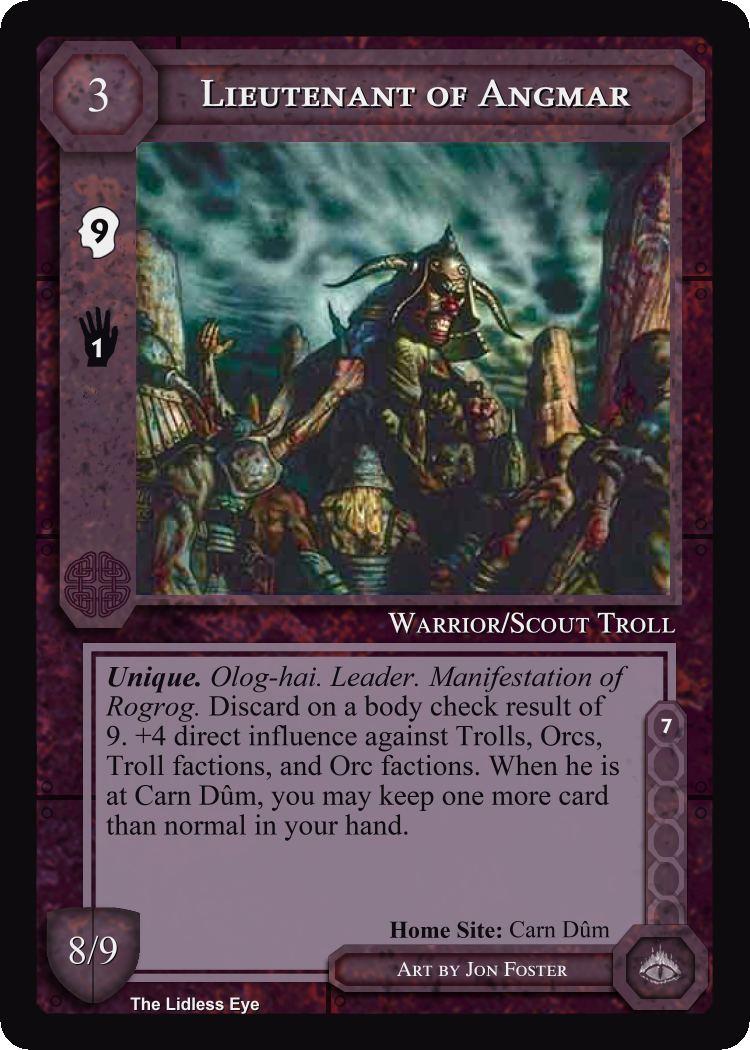 3
Lieutenant of Angmar
9
1
Warrior/Scout Troll
Unique. Olog-hai. Leader. Manifestation of
Rogrog. Discard on a body check result of
9. +4 direct influence against Trolls, Orcs,
Troll factions, and Orc factions. When he is
at Carn Dûm, you may keep one more card
than normal in your hand.
7
Home Site: Carn Dûm
8/9
Art by Jon Foster
The Lidless Eye